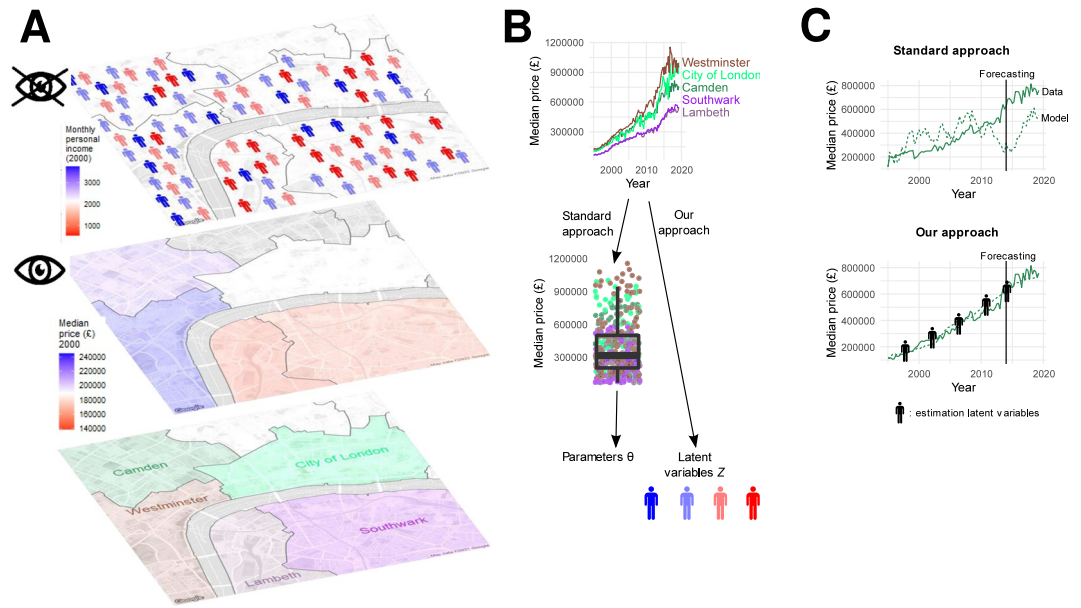 A
Monthly
personal
income
(2000)
3000
2000
1000
Google
Median
price (£)
2000
240000
220000
200000
180000
160000
140000
Google
Camden
City of London
Westminster
Southwark
Lambeth
Google
B
Median price (£)
1200000
900000
600000
300000
Westminster
City of London
Camden
Southwark
Lambeth
2000
2010
2020
Year
Standard
approach
Our
approach
Median price (£)
1200000
900000
600000
300000
Parameters θ
Latent
variables Z
C
Standard approach
Forecasting
Median price (£)
800000
600000
400000
200000
Data
Model
2000
2010
2020
Year
Our approach
Forecasting
Median price (£)
800000
600000
400000
200000
2000
2010
2020
Year
: estimation latent variables